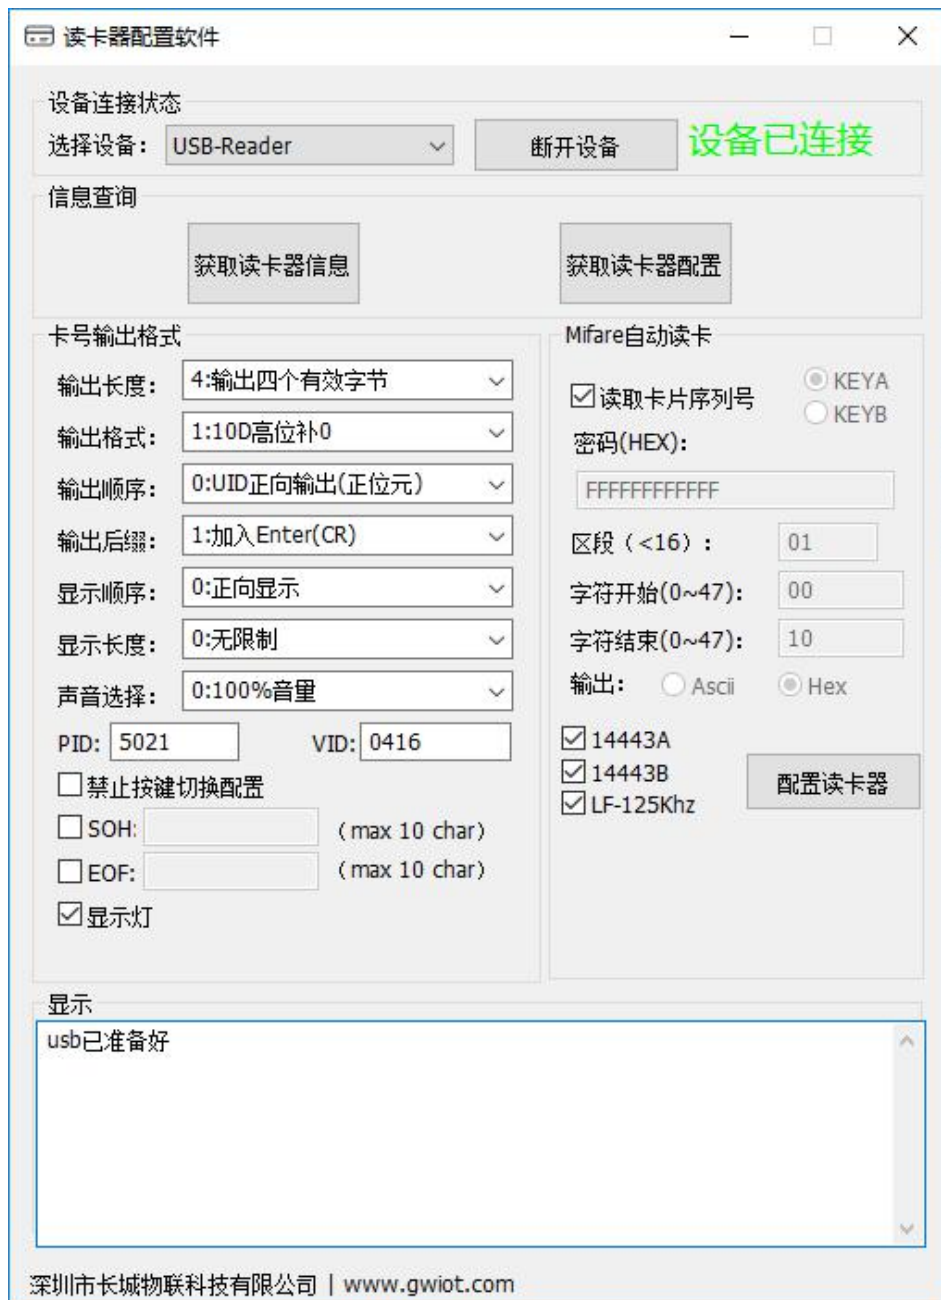 读卡器配置软件
设备连接状态
选择设备： USB-Reader 断开设备 设备已连接
信息查询
获取读卡器信息 获取读卡器配置
卡号输出格式
输出长度： 4:输出四个有效字节
输出格式： 1:10D高位补0
输出顺序： 0:UID正向输出(正位元)
输出后缀： 1:加入Enter(CR)
显示顺序： 0:正向显示
显示长度： 0:无限制
声音选择： 0:100%音量
PID: 5021 VID: 0416
禁止按键切换配置
SOH: （max 10 char）
EOF: （max 10 char）
显示灯
Mifare自动读卡
读取卡片序列号 KEYA
KEYB
密码(HEX)：
FFFFFFFFFFFF
区段（<16）： 01
字符开始(0~47)： 00
字符结束(0~47)： 10
输出： Ascii Hex
14443A
14443B
LF-125Khz
配置读卡器
显示
usb已准备好
深圳市长城物联科技有限公司 | www.gwiot.com